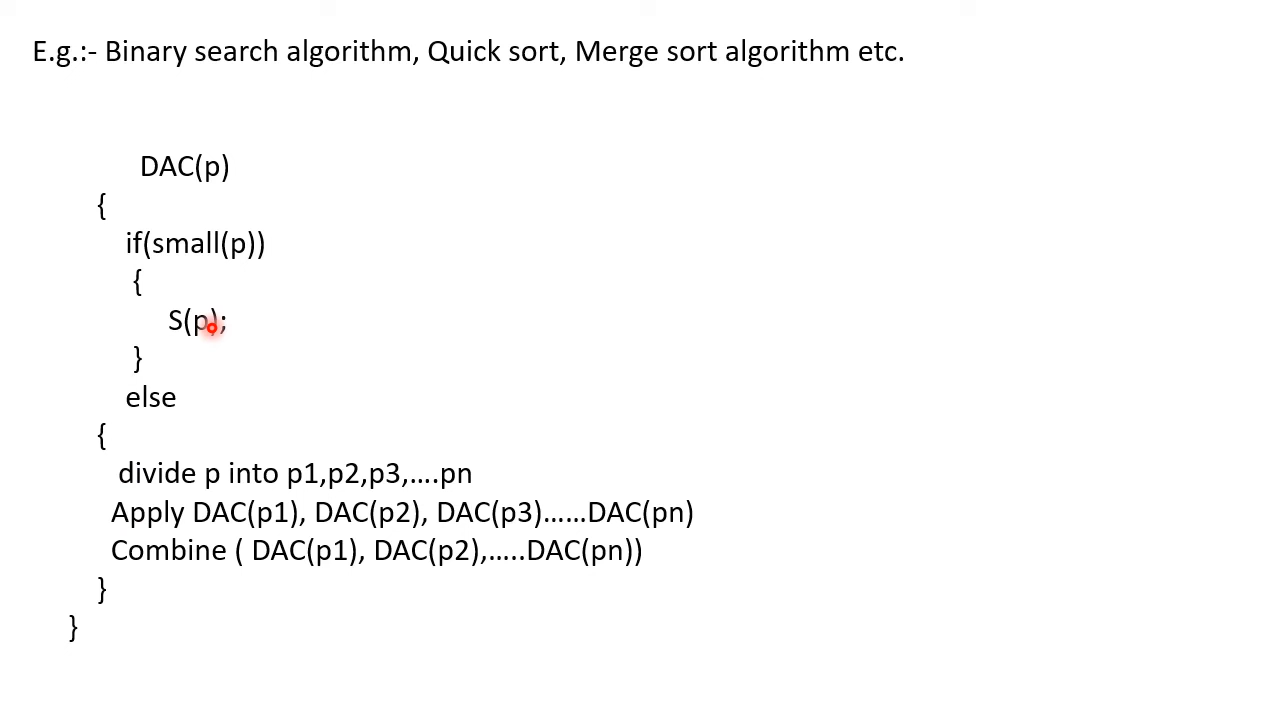 E.g.:- Binary search algorithm, Quick sort, Merge sort algorithm etc.
DAC(p)
{
if(small(p))
{
S(p);
}
else
{
divide p into p1,p2,p3,….pn
Apply DAC(p1), DAC(p2), DAC(p3)……DAC(pn)
Combine ( DAC(p1), DAC(p2),…..DAC(pn))
}
}